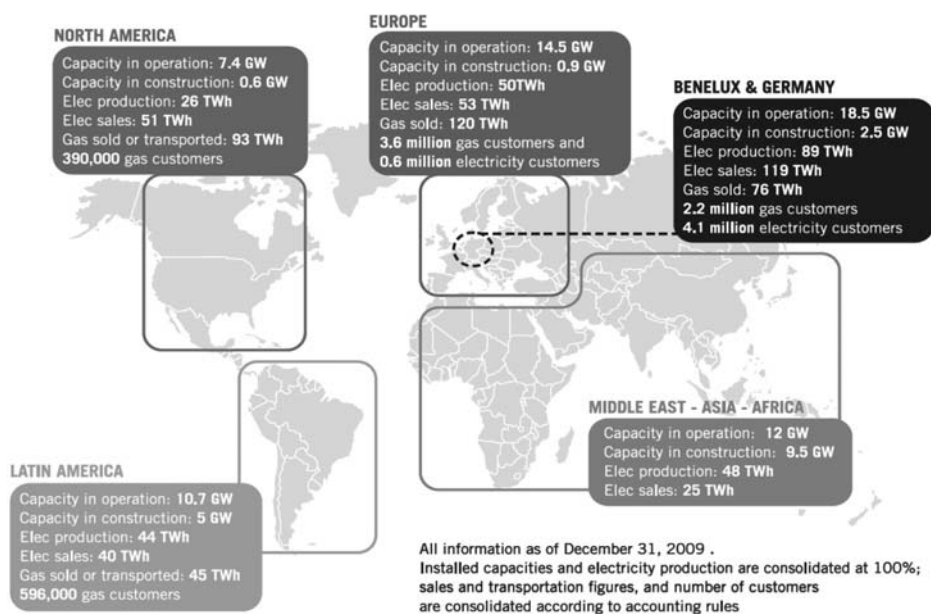 NORTH AMERICA
Capacity in operation: 7.4 GW
Capacity in construction: 0.6 GW
Elec production: 26 TWh
Elec sales: 51 TWh
Gas sold or transported: 93 TWh
390,000 gas customers
EUROPE
Capacity in operation: 14.5 GW
Capacity in construction: 0.9 GW
Elec production: 50TWh
Elec sales: 53 TWh
Gas sold: 120 TWh
3.6 million gas customers and
0.6 million electricity customers
BENELUX & GERMANY
Capacity in operation: 18.5 GW
Capacity in construction: 2.5 GW
Elec production: 89 TWh
Elec sales: 119 TWh
Gas sold: 76 TWh
2.2 million gas customers
4.1 million electricity customers
MIDDLE EAST - ASIA - AFRICA
Capacity in operation: 12 GW
Capacity in construction: 9.5 GW
Elec production: 48 TWh
Elec sales: 25 TWh
LATIN AMERICA
Capacity in operation: 10.7 GW
Capacity in construction: 5 GW
Elec production: 44 TWh
Elec sales: 40 TWh
Gas sold or transported: 45 TWh
596,000 gas customers
All information as of December 31, 2009 .
Installed capacities and electricity production are consolidated at 100%;
sales and transportation figures, and number of customers
are consolidated according to accounting rules